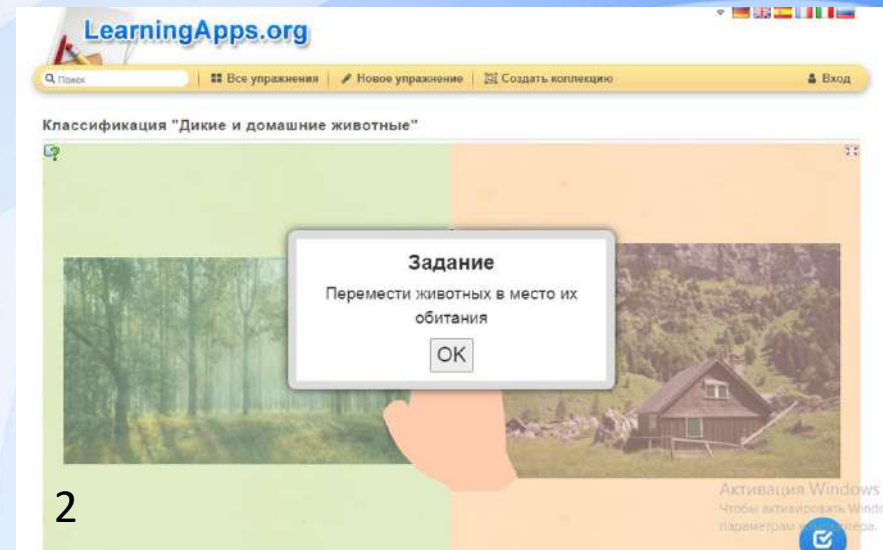 LearningApps.org
Поиск
Все упражнения
Новое упражнение
Создать коллекцию
Вход
Классификация "Дикие и домашние животные"
Задание
Перемести животных в место их
обитания
OK
2
Активация Windows
Чтобы активировать
параметрам